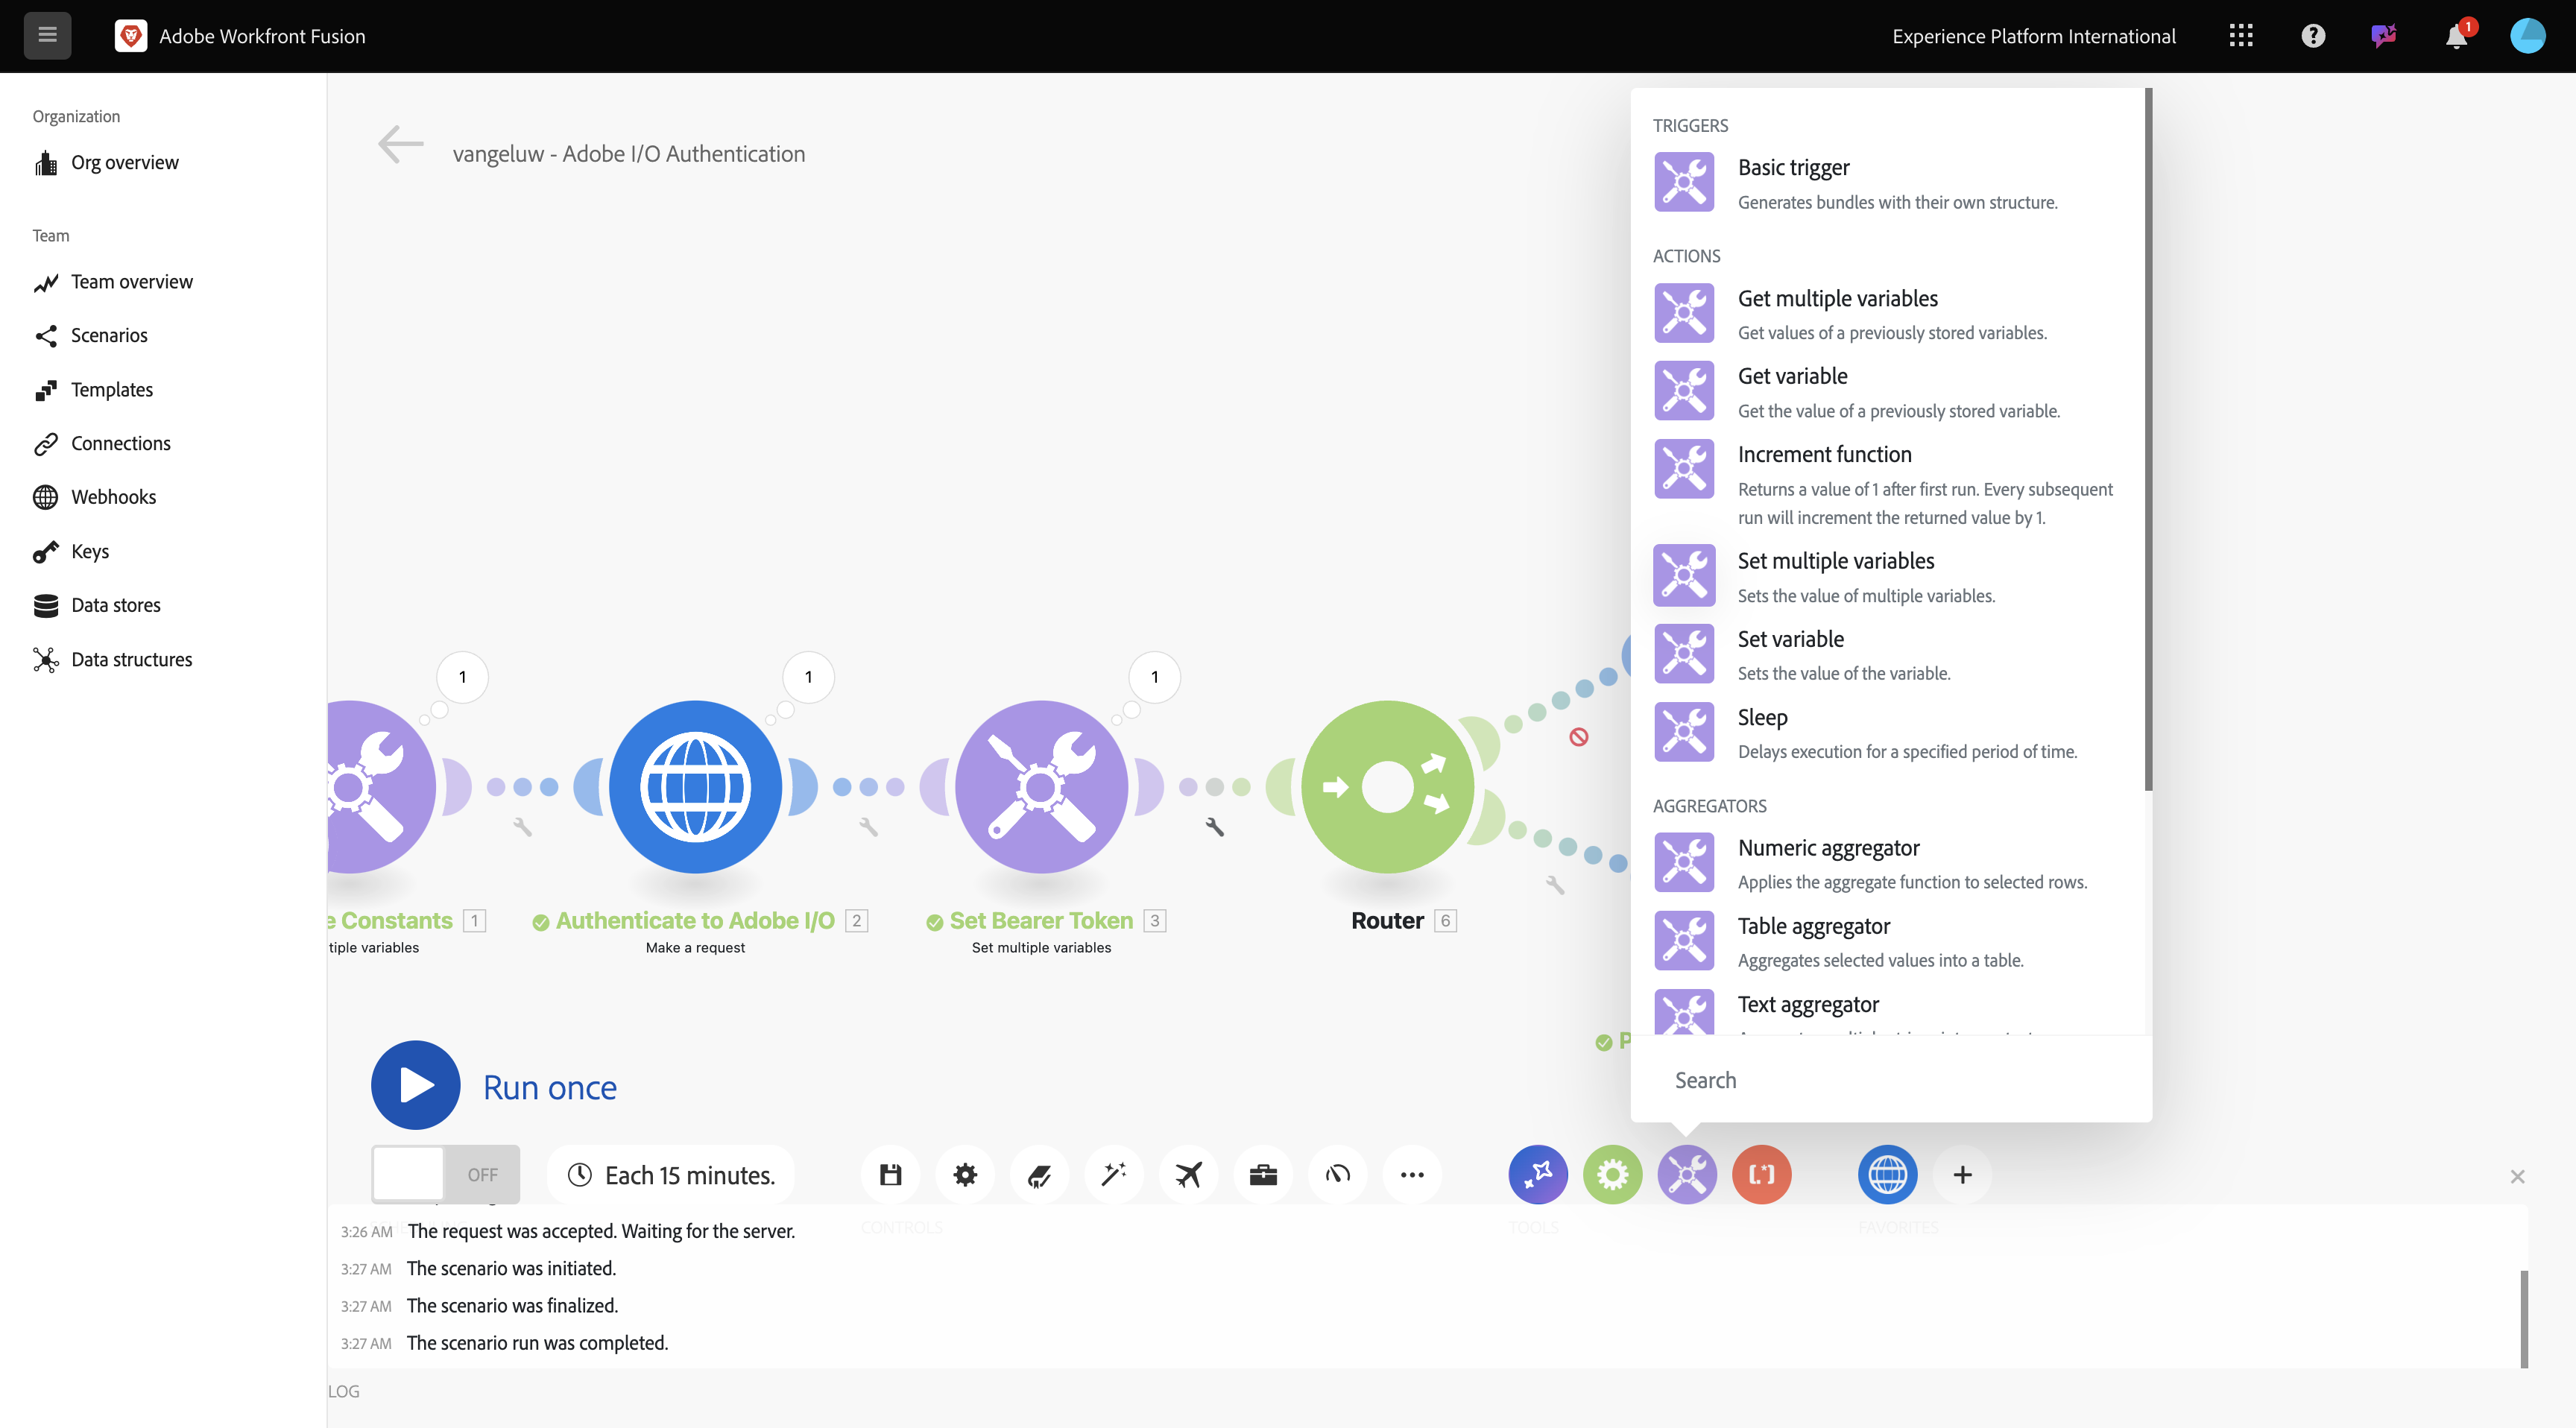 Adobe Workfront Fusion
Experience Platform International
1
Organization
Org overview
Team
Team overview
Scenarios
Templates
Connections
Webhooks
Keys
Data stores
Data structures
vangeluw - Adobe I/O Authentication
1
1
1
e Constants 1
tiple variables
Authenticate to Adobe I/O 2
Make a request
Set Bearer Token 3
Set multiple variables
Router 6
P
TRIGGERS
Basic trigger
Generates bundles with their own structure.
ACTIONS
Get multiple variables
Get values of a previously stored variables.
Get variable
Get the value of a previously stored variable.
Increment function
Returns a value of 1 after first run. Every subsequent
run will increment the returned value by 1.
Set multiple variables
Sets the value of multiple variables.
Set variable
Sets the value of the variable.
Sleep
Delays execution for a specified period of time.
AGGREGATORS
Numeric aggregator
Applies the aggregate function to selected rows.
Table aggregator
Aggregates selected values into a table.
Text aggregator
Search
Run once
OFF
Each 15 minutes.
CONTROLS
TOOLS
FAVORITES
3:26 AM The request was accepted. Waiting for the server.
3:27 AM The scenario was initiated.
3:27 AM The scenario was finalized.
3:27 AM The scenario run was completed.
LOG